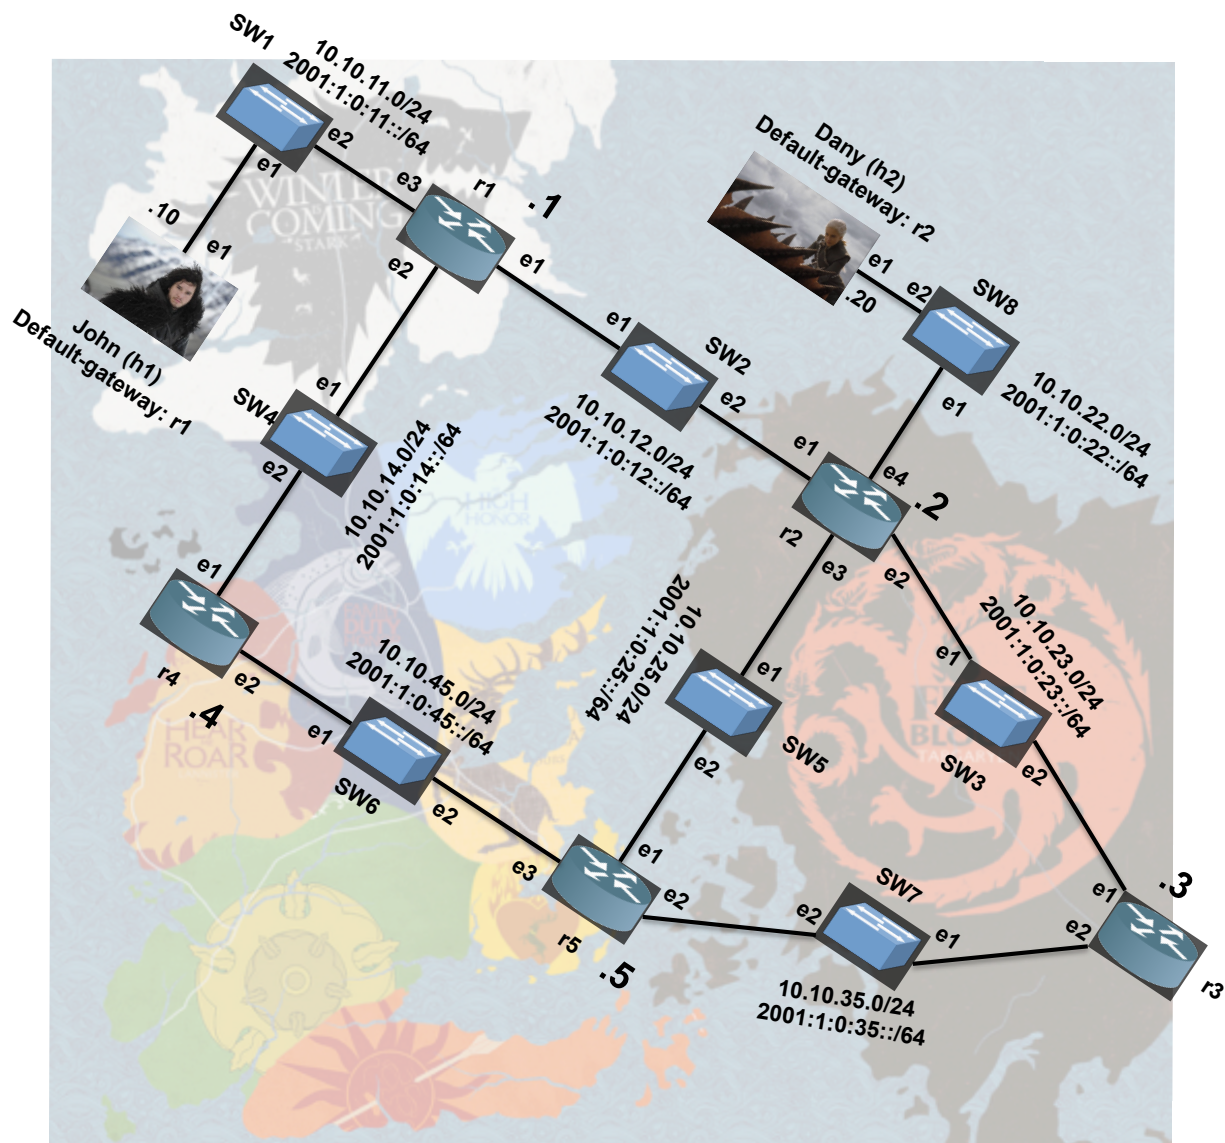 SW1
10.10.11.0/24
2001:1:0:11::/64
e1
e2
e3
r1
.1
.10
e1
e2
e1
John (h1)
Default-gateway: r1
WINTER
COMING
STARK
Dany (h2)
Default-gateway: r2
e1
.20
e2
SW8
e1
10.10.22.0/24
2001:1:0:22::/64
e1
SW2
e2
10.10.12.0/24
2001:1:0:12::/64
e1
SW4
e2
10.10.14.0/24
2001:1:0:14::/64
HIGH
HONOR
e1
e4
.2
r2
e3
e2
e1
r4
e2
.4
DUTY
10.10.45.0/24
2001:1:0:45::/64
e1
SW6
e2
HEAR
ROAR
10.10.25.0/24
2001:1:0:25::/64
e1
SW5
e2
10.10.23.0/24
2001:1:0:23::/64
e1
SW3
e2
e3
e1
e2
r5
.5
SW7
e2
e1
10.10.35.0/24
2001:1:0:35::/64
e1
e2
.3
r3